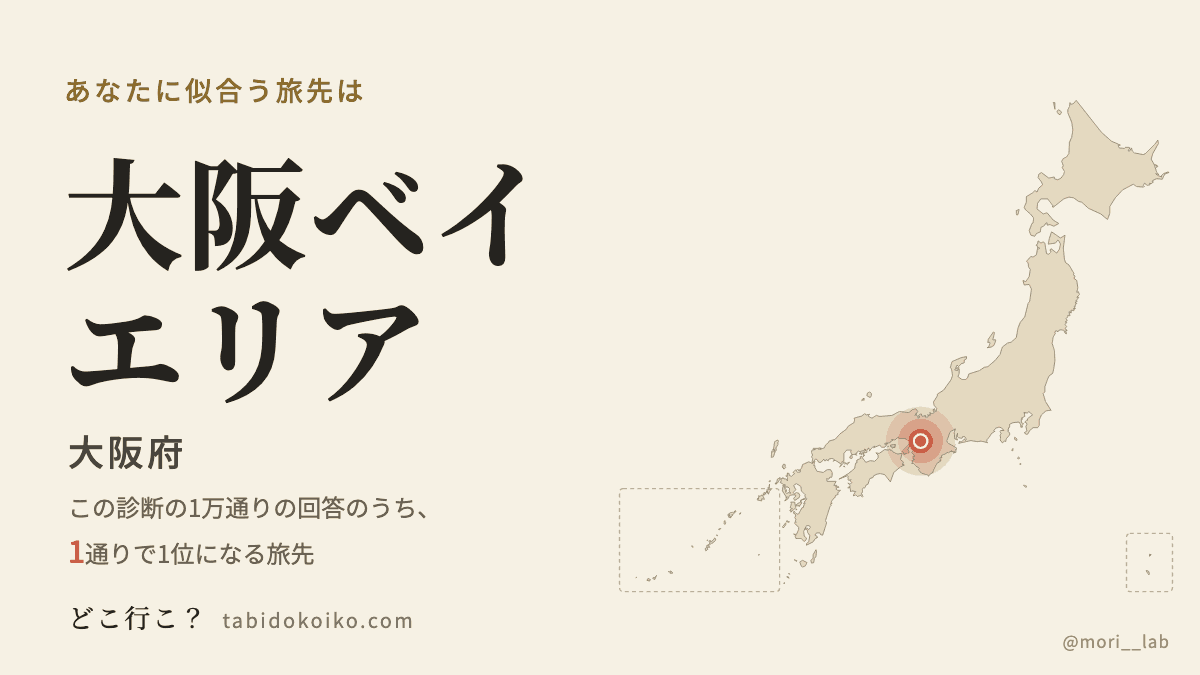 あなたに似合う旅先は
大阪ベイ
エリア
大阪府
この診断の1万通りの回答のうち、
1通りで1位になる旅先
どこ行こ？ tabidokoiko.com
@mori__lab